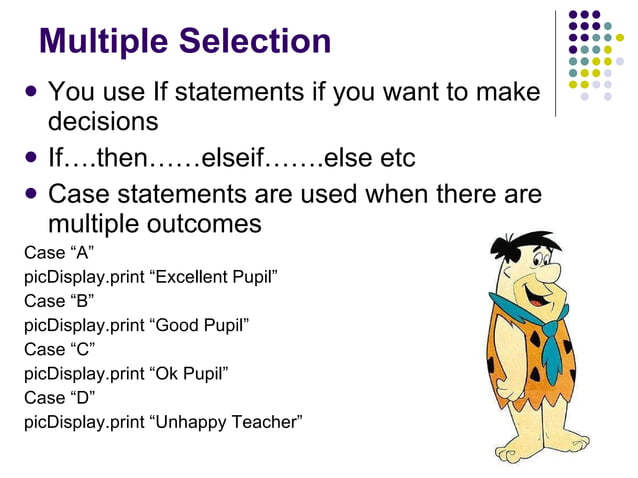 Multiple Selection
You use If statements if you want to make
decisions
If….then……elseif…….else etc
Case statements are used when there are
multiple outcomes
Case “A”
picDisplay.print “Excellent Pupil”
Case “B”
picDisplay.print “Good Pupil”
Case “C”
picDisplay.print “Ok Pupil”
Case “D”
picDisplay.print “Unhappy Teacher”